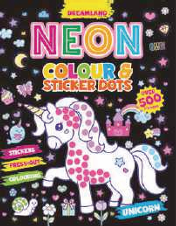 DREAMLAND
NEON
COLOUR &
STICKER DOTS
OVER
500
STICKERS
PRESS-OUT
COLOURING
UNICORN